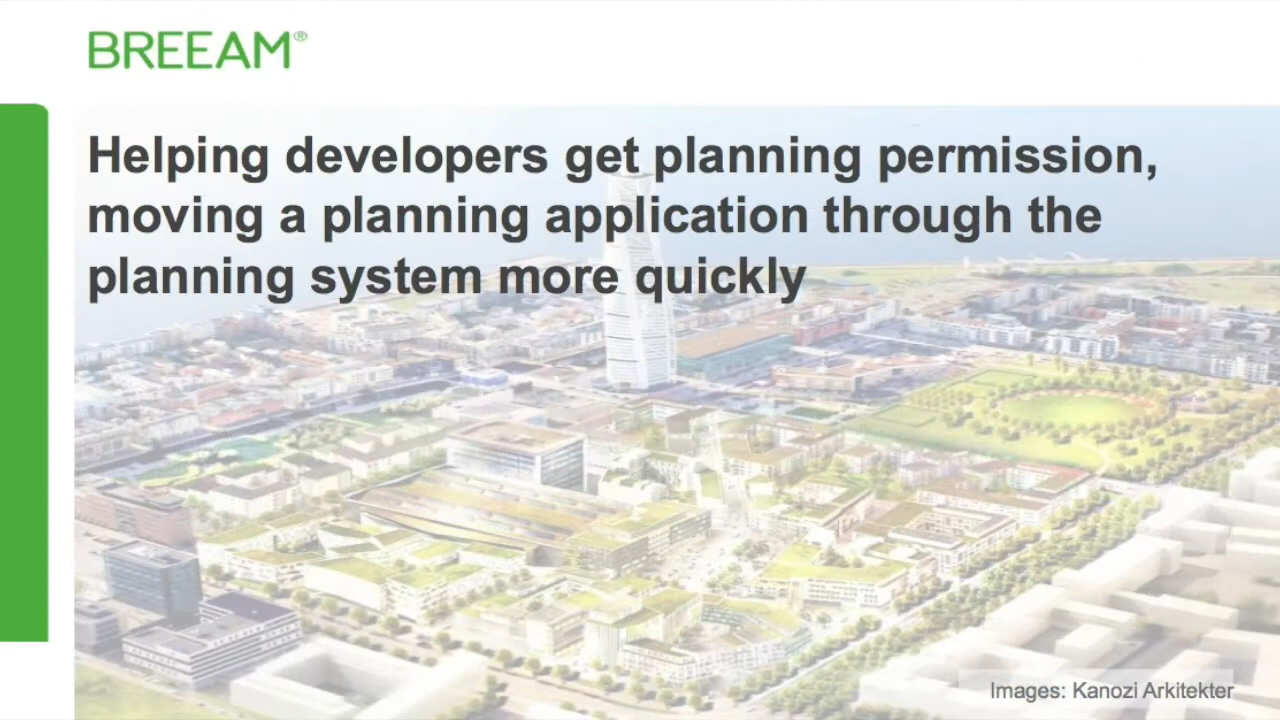 BREEAM®
Helping developers get planning permission,
moving a planning application through the
planning system more quickly
Images: Kanozi Arkitekter